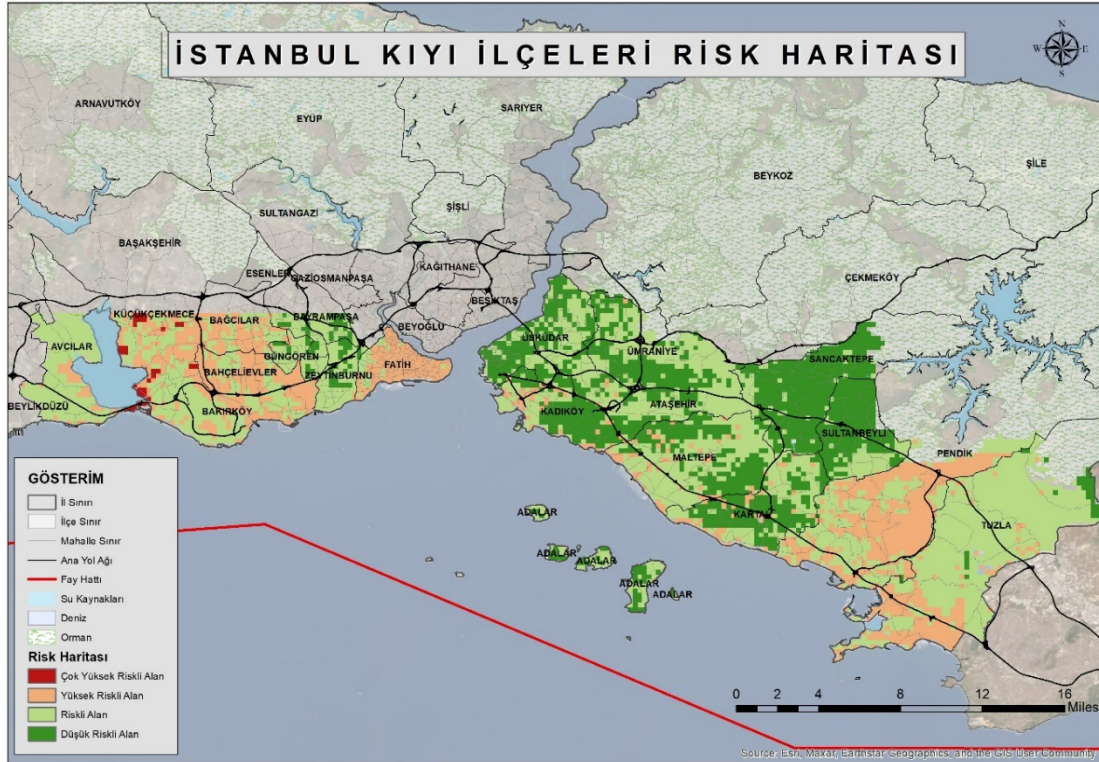 İSTANBUL KIYI İLÇELERİ RİSK HARİTASI
N
W E
S
ARNAVUTKÖY
EYÜP
SARIYER
BEYKOZ
ŞİLE
ŞİŞLİ
SULTANGAZİ
BAŞAKŞEHİR
ESENLER
GAZİOSMANPAŞA
KAĞITHANE
ÇEKMEKÖY
BEŞİKTAŞ
KÜÇÜKÇEKMECE
BAĞCILAR
BAYRAMPAŞA
BEYOĞLU
AVCILAR
GÜNGÖREN
FATİH
ÜSKÜDAR
ÜMRANİYE
SANCAKTEPE
BAHÇELİEVLER
ZEYTİNBURNU
BEYLİKDÜZÜ
BAKIRKÖY
KADIKÖY
ATAŞEHİR
SULTANBEYLİ
MALTEPE
PENDİK
KARTAL
TUZLA
ADALAR
ADALAR
ADALAR
ADALAR
ADALAR
GÖSTERİM
İl Sınırı
İlçe Sınır
Mahalle Sınır
Ana Yol Ağı
Fay Hattı
Su Kaynakları
Deniz
Orman
Risk Haritası
Çok Yüksek Riskli Alan
Yüksek Riskli Alan
Riskli Alan
Düşük Riskli Alan
0 2 4 8 12 16
Miles
Source: Esri, Maxar, Earthstar Geographics, and the GIS User Community